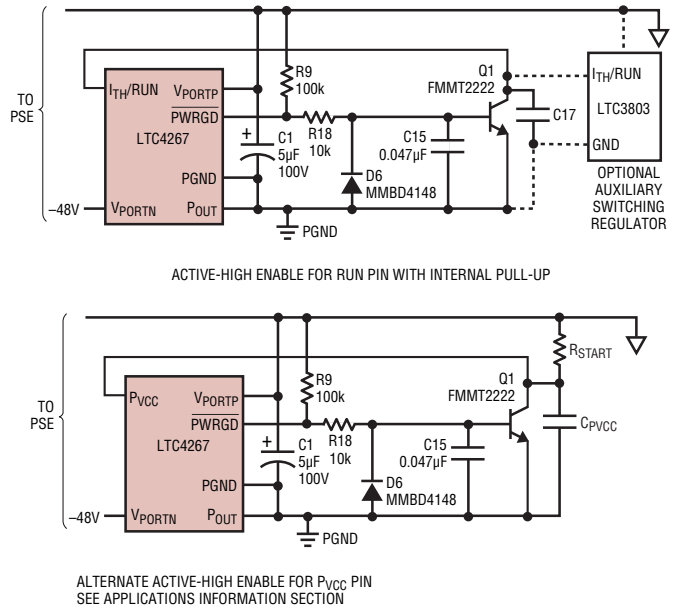 TO
PSE
ITH/RUN
VPORTP
PWRGD
LTC4267
PGND
VPORTN
POUT
–48V
R9
100k
+
C1
5µF
100V
R18
10k
D6
MMBD4148
C15
0.047µF
Q1
FMMT2222
C17
PGND
ITH/RUN
LTC3803
GND
OPTIONAL
AUXILIARY
SWITCHING
REGULATOR
ACTIVE-HIGH ENABLE FOR RUN PIN WITH INTERNAL PULL-UP
TO
PSE
PVCC
VPORTP
PWRGD
LTC4267
PGND
VPORTN
POUT
–48V
R9
100k
+
C1
5µF
100V
R18
10k
D6
MMBD4148
C15
0.047µF
Q1
FMMT2222
RSTART
CPVCC
PGND
ALTERNATE ACTIVE-HIGH ENABLE FOR PVCC PIN
SEE APPLICATIONS INFORMATION SECTION